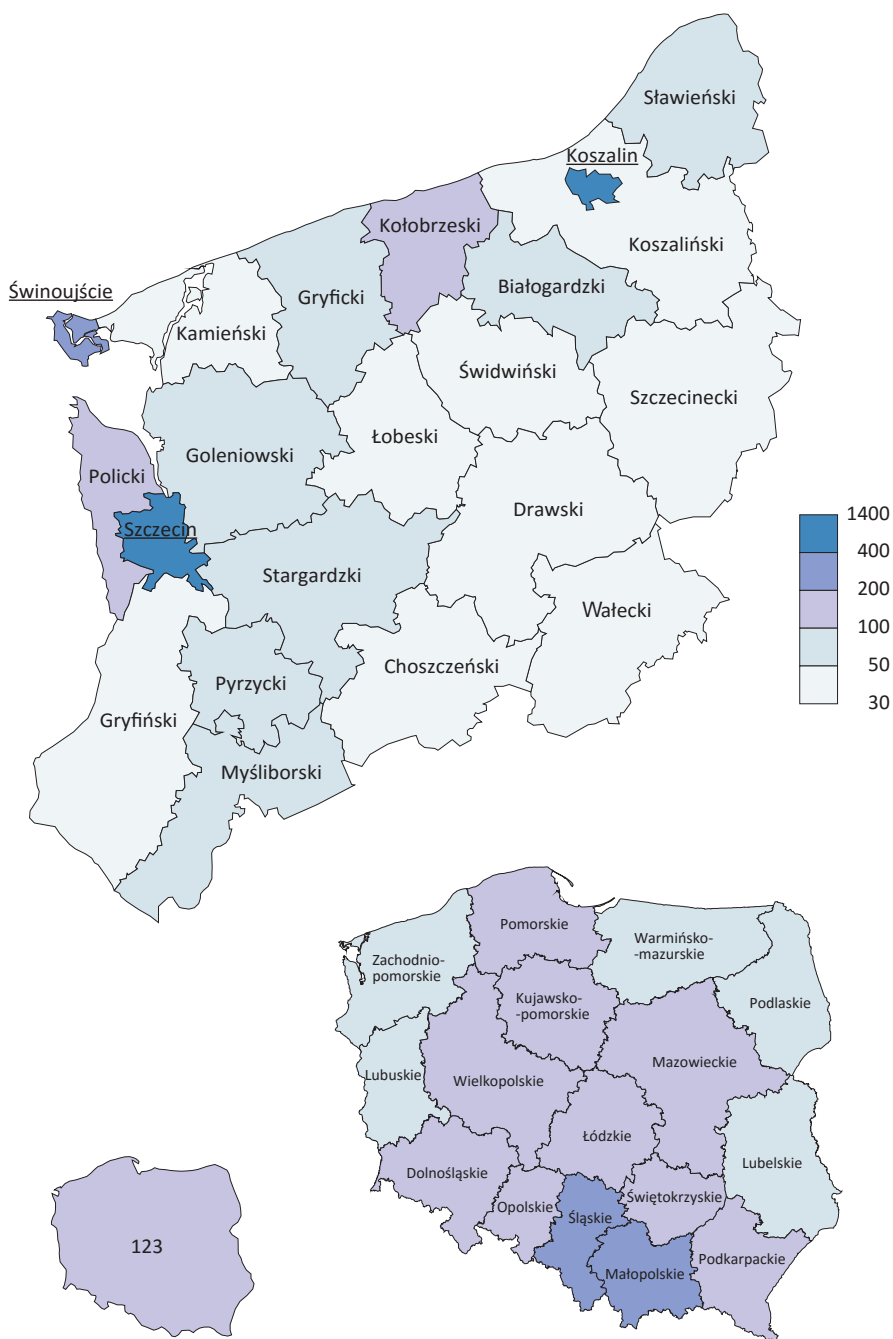 Sławieński
Koszalin
Kołobrzeski
Koszaliński
Świnoujście
Gryficki
Białogardzki
Kamieński
Świdwiński
Szczecinecki
Łobeski
Goleniowski
Policki
Drawski
Szczecin
Stargardzki
Wałecki
Choszczeński
Pyrzycki
Gryfiński
Myśliborski
1400
400
200
100
50
30
Pomorskie
Warmińsko-
-mazurskie
Zachodnio-
pomorskie
Kujawsko-
-pomorskie
Podlaskie
Mazowieckie
Lubuskie
Wielkopolskie
Łódzkie
Lubelskie
Dolnośląskie
Świętokrzyskie
Opolskie
Śląskie
Podkarpackie
Małopolskie
123